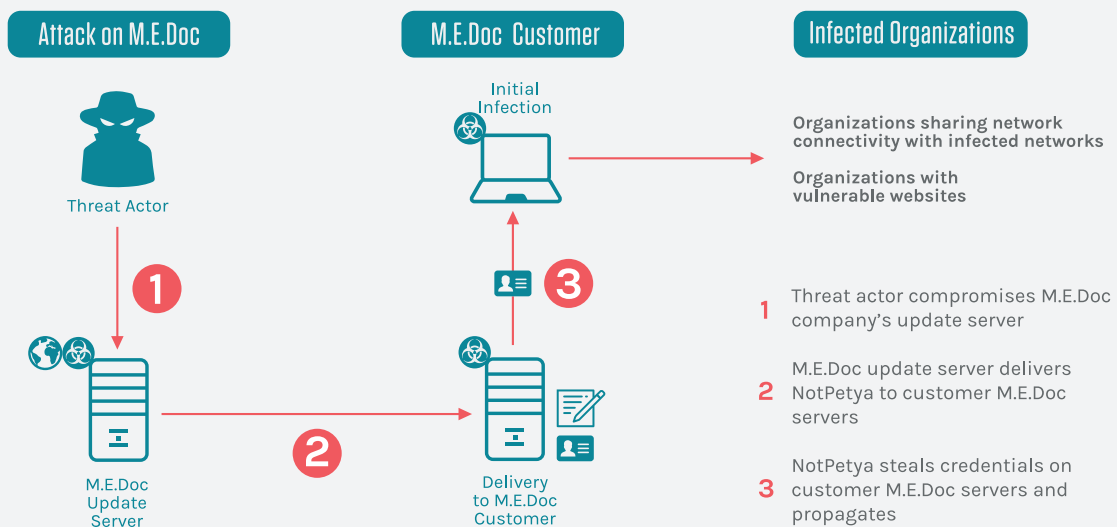 Attack on M.E.Doc
M.E.Doc Customer
Infected Organizations
Threat Actor
1
M.E.Doc
Update
Server
2
Delivery
to M.E.Doc
Customer
3
Initial
Infection
Organizations sharing network
connectivity with infected networks
Organizations with
vulnerable websites
1 Threat actor compromises M.E.Doc
company’s update server
2 M.E.Doc update server delivers
NotPetya to customer M.E.Doc
servers
3 NotPetya steals credentials on
customer M.E.Doc servers and
propagates